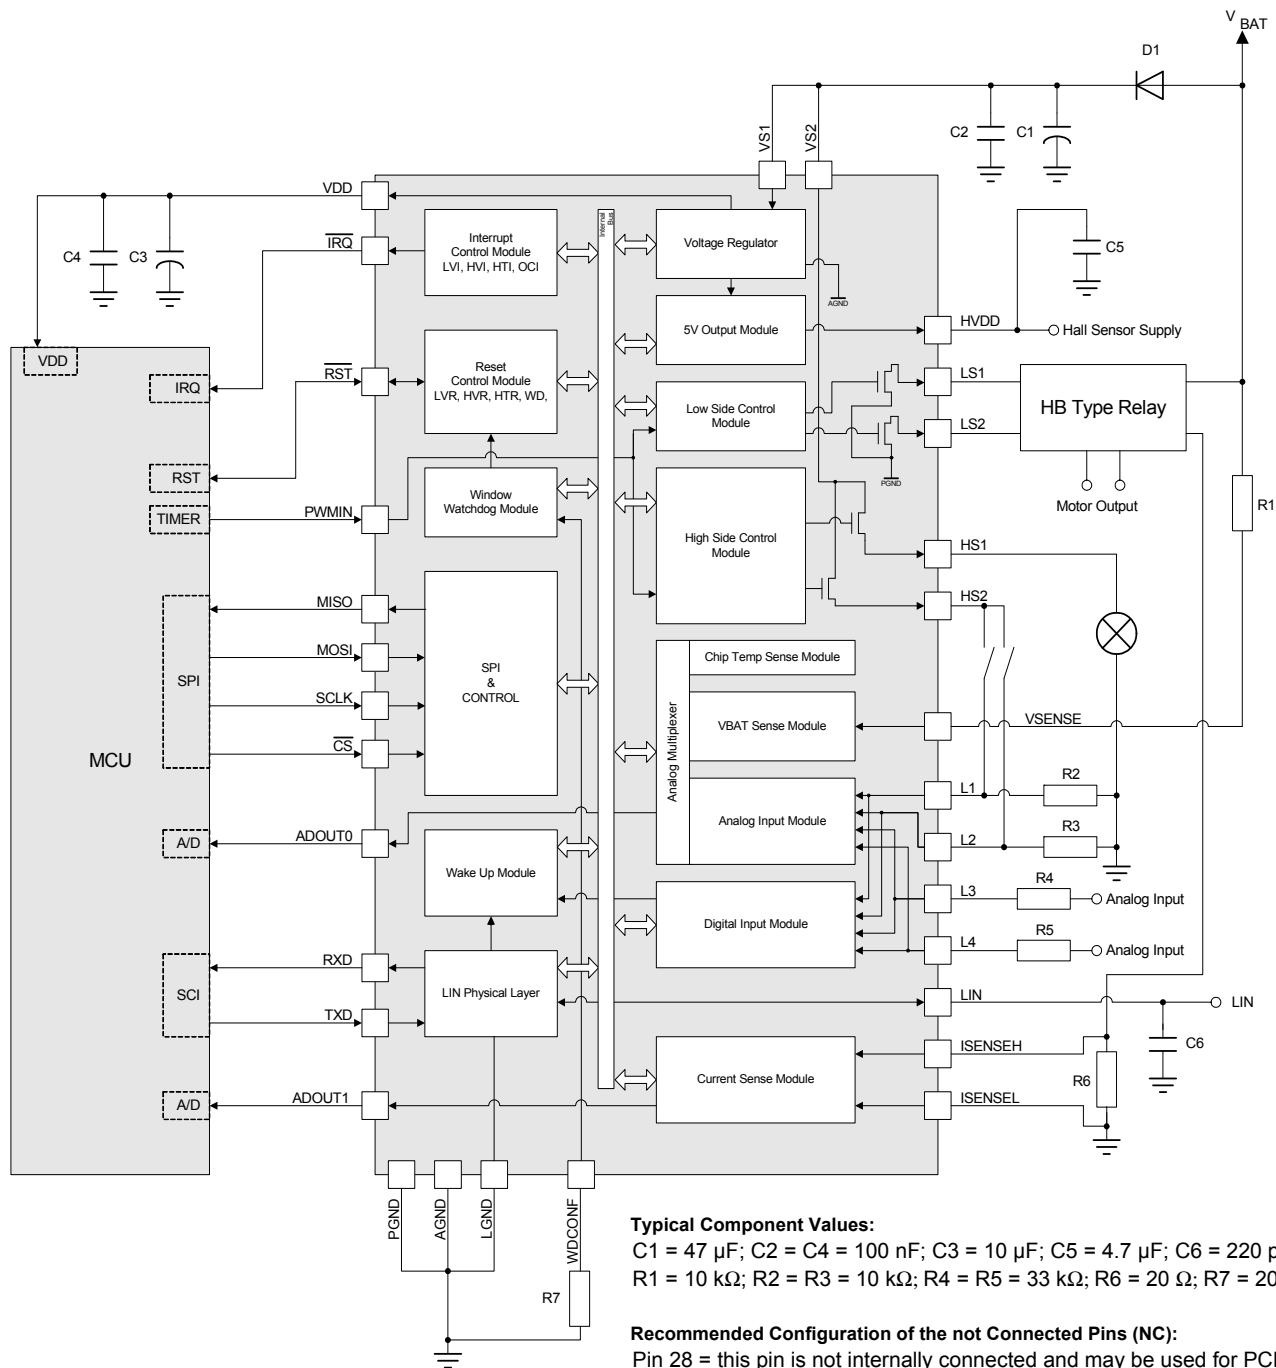 V BAT
D1
VS1
VS2
C2
C1
VDD
IRQ
C4
C3
Interrupt
Control Module
LVI, HVI, HTI, OCI
Internal
Bus
Voltage Regulator
AGND
C5
5V Output Module
HVDD
Hall Sensor Supply
MCU
VDD
IRQ
RST
Reset
Control Module
LVR, HVR, HTR, WD,
Low Side Control
Module
LS1
LS2
HB Type Relay
PGND
Motor Output
R1
RST
TIMER
PWMIN
Window
Watchdog Module
High Side Control
Module
HS1
HS2
SPI
MISO
MOSI
SCLK
CS
SPI
&
CONTROL
Analog Multiplexer
Chip Temp Sense Module
VBAT Sense Module
VSENSE
Analog Input Module
L1
R2
L2
R3
A/D
ADOUT0
Wake Up Module
Digital Input Module
L3
R4
Analog Input
L4
R5
Analog Input
SCI
RXD
TXD
LIN Physical Layer
LIN
LIN
C6
A/D
ADOUT1
Current Sense Module
ISENSEH
R6
ISENSEL
PGND
AGND
LGND
WDCONF
R7
Typical Component Values:
C1 = 47 µF; C2 = C4 = 100 nF; C3 = 10 µF; C5 = 4.7 µF; C6 = 220 p
R1 = 10 kΩ; R2 = R3 = 10 kΩ; R4 = R5 = 33 kΩ; R6 = 20 Ω; R7 = 20
Recommended Configuration of the not Connected Pins (NC):
Pin 28 = this pin is not internally connected and may be used for PC